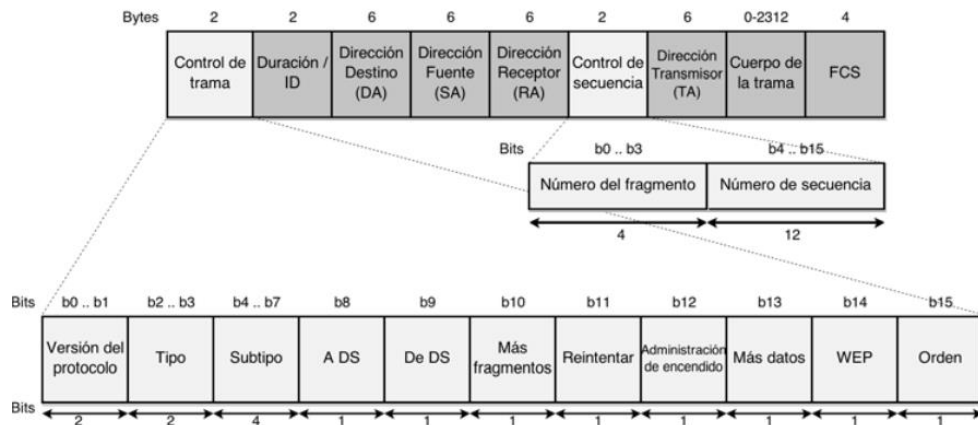 Bytes 2 2 6 6 6 2 6 0-2312 4
Control de trama
Duración / ID
Dirección Destino (DA)
Dirección Fuente (SA)
Dirección Receptor (RA)
Control de secuencia
Dirección Transmisor (TA)
Cuerpo de la trama
FCS
Bits b0 .. b3 b4 .. b15
Número del fragmento
Número de secuencia
4 12
Bits b0 .. b1 b2 .. b3 b4 .. b7 b8 b9 b10 b11 b12 b13 b14 b15
Versión del protocolo
Tipo
Subtipo
A DS
De DS
Más fragmentos
Reintentar
Administración de encendido
Más datos
WEP
Orden
Bits 2 2 4 1 1 1 1 1 1 1 1